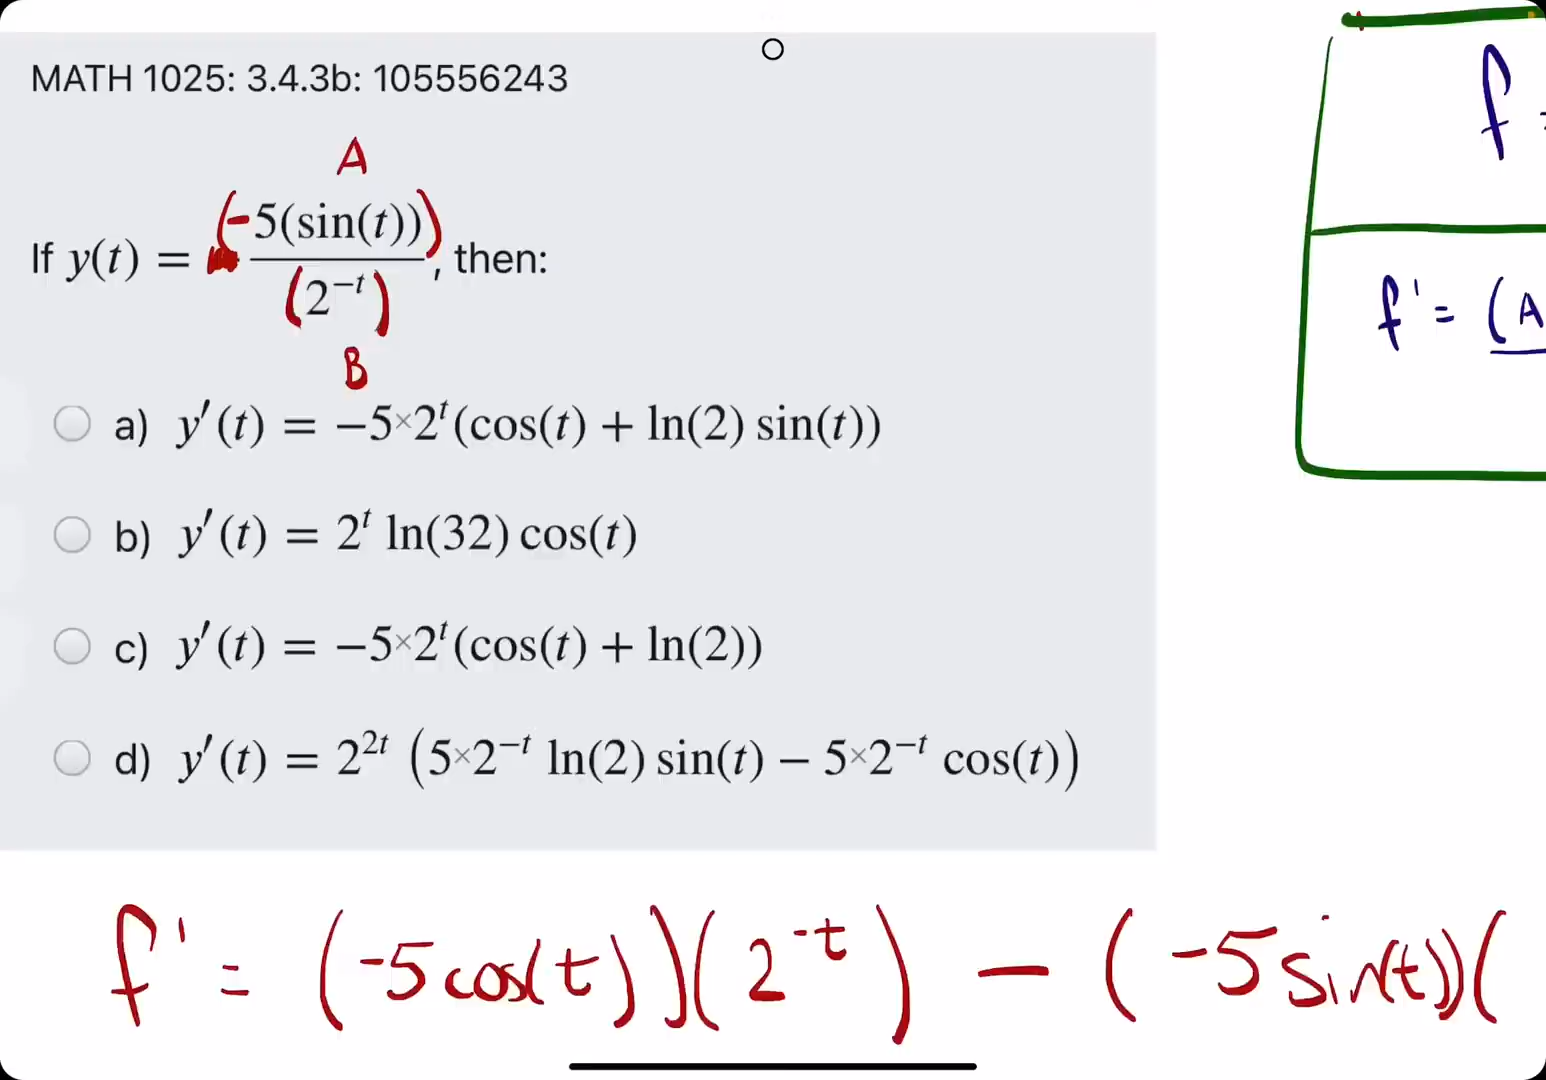 MATH 1025: 3.4.3b: 105556243
A
If y(t) = (-5(sin(t)))/(2^{-t}), then:
B
a) y′(t) = −5×2^t(cos(t) + ln(2) sin(t))
b) y′(t) = 2^t ln(32) cos(t)
c) y′(t) = −5×2^t(cos(t) + ln(2))
d) y′(t) = 2^{2t} (5×2^{−t} ln(2) sin(t) − 5×2^{−t} cos(t))
f =
f' = (A
f' = (-5cos(t))(2^{-t}) − (-5sin(t))(